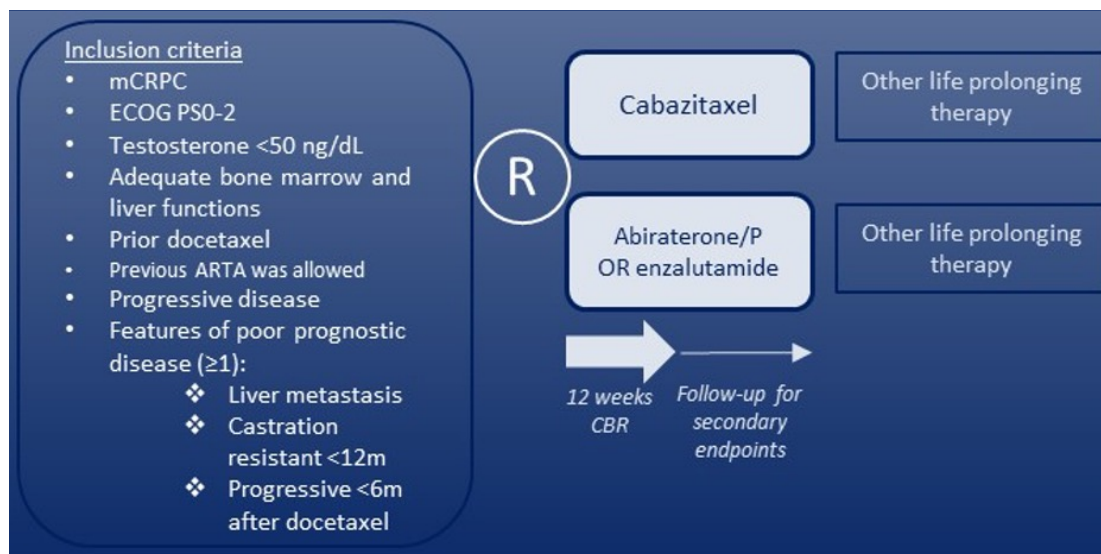 Inclusion criteria
• mCRPC
• ECOG PS0-2
• Testosterone <50 ng/dL
• Adequate bone marrow and
liver functions
• Prior docetaxel
• Previous ARTA was allowed
• Progressive disease
• Features of poor prognostic
disease (≥1):
❖ Liver metastasis
❖ Castration
resistant <12m
❖ Progressive <6m
after docetaxel
R
Cabazitaxel
Other life prolonging
therapy
Abiraterone/P
OR enzalutamide
Other life prolonging
therapy
12 weeks
CBR
Follow-up for
secondary
endpoints